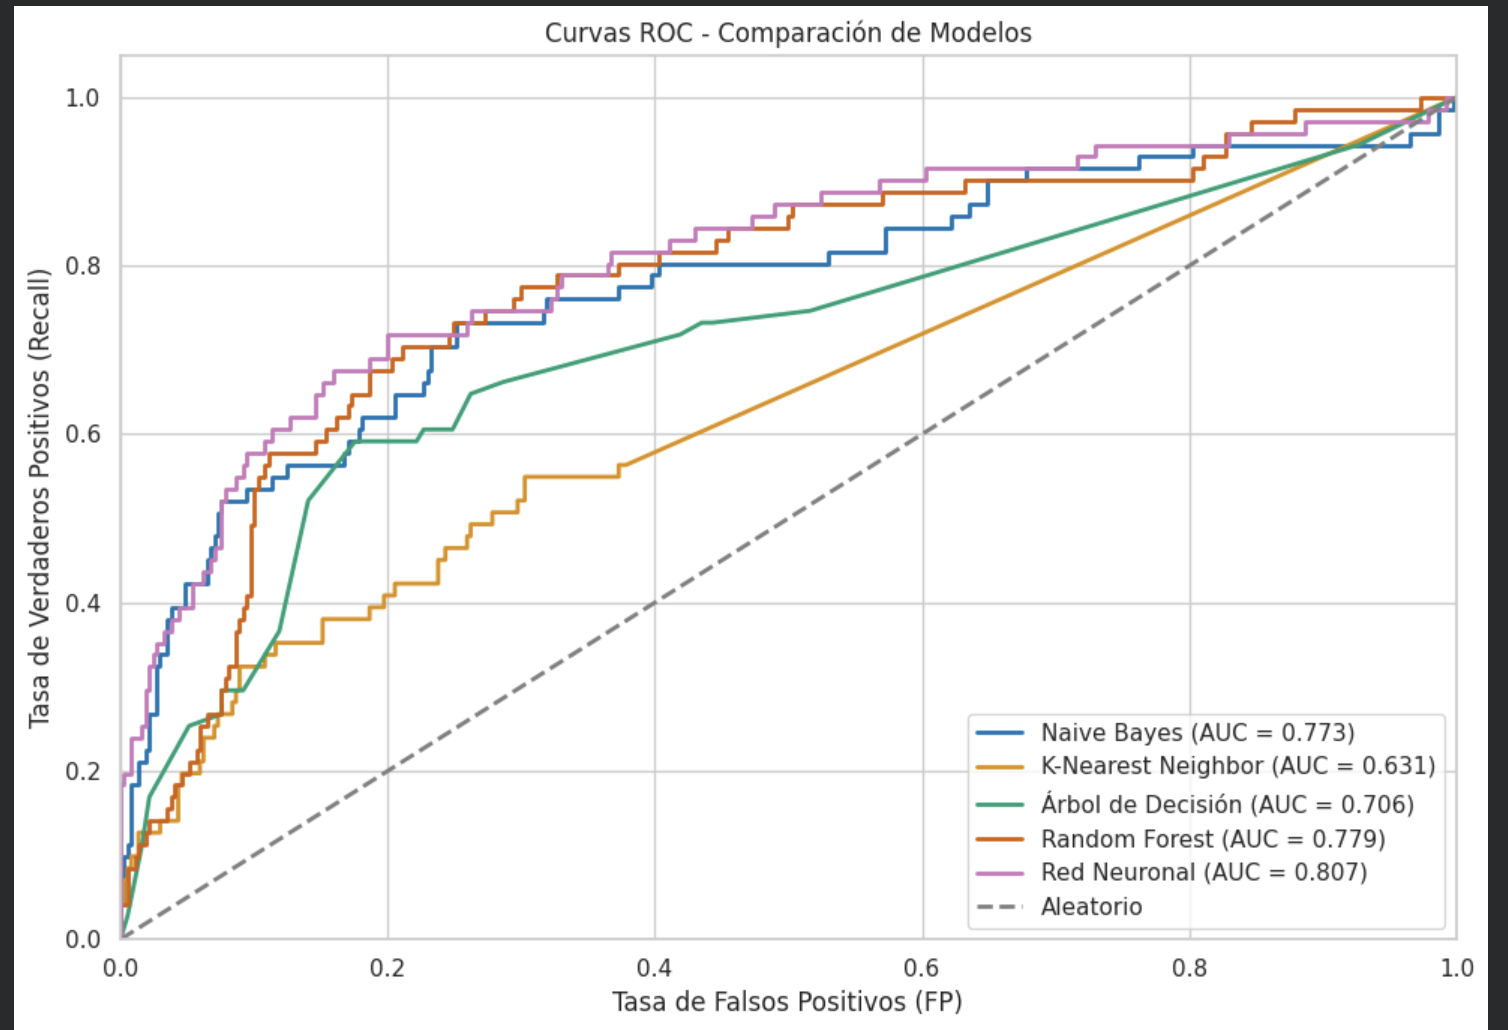 Curvas ROC - Comparación de Modelos
Tasa de Verdaderos Positivos (Recall)
1.0
0.8
0.6
0.4
0.2
0.0
0.0 0.2 0.4 0.6 0.8 1.0
Tasa de Falsos Positivos (FP)
Naive Bayes (AUC = 0.773)
K-Nearest Neighbor (AUC = 0.631)
Árbol de Decisión (AUC = 0.706)
Random Forest (AUC = 0.779)
Red Neuronal (AUC = 0.807)
Aleatorio